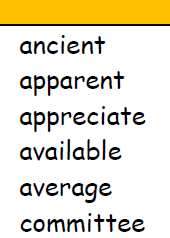 ancient
apparent
appreciate
available
average
committee